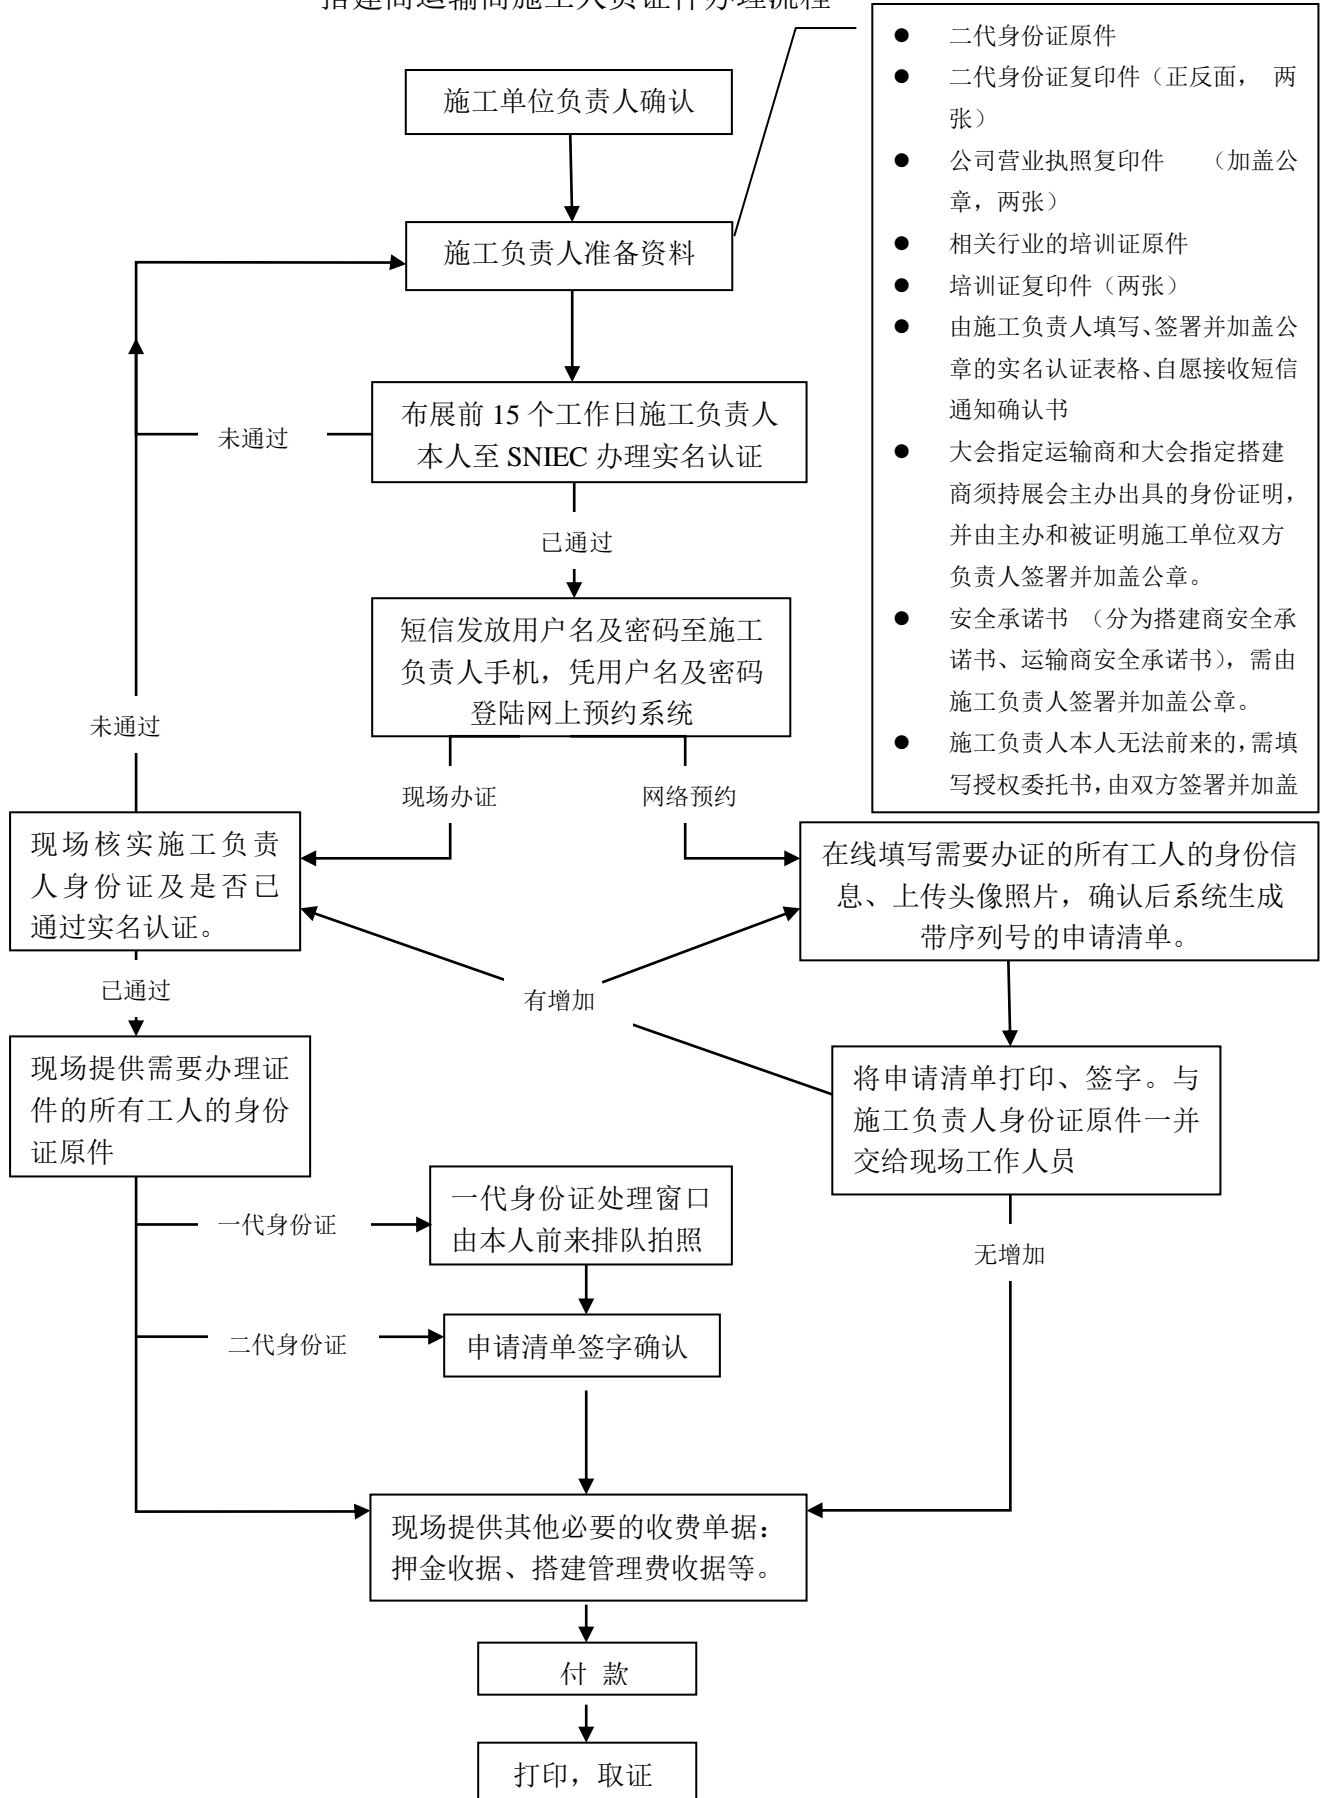 搭建商运输商施工人员证件办理流程
施工单位负责人确认
施工负责人准备资料
● 二代身份证原件
● 二代身份证复印件（正反面， 两
张）
● 公司营业执照复印件 （加盖公
章，两张）
● 相关行业的培训证原件
● 培训证复印件（两张）
● 由施工负责人填写、签署并加盖公
章的实名认证表格、自愿接收短信
通知确认书
● 大会指定运输商和大会指定搭建
商须持展会主办出具的身份证明，
并由主办和被证明施工单位双方
负责人签署并加盖公章。
● 安全承诺书 （分为搭建商安全承
诺书、运输商安全承诺书），需由
施工负责人签署并加盖公章。
● 施工负责人本人无法前来的，需填
写授权委托书，由双方签署并加盖
布展前 15 个工作日施工负责人
本人至 SNIEC 办理实名认证
未通过
已通过
短信发放用户名及密码至施工
负责人手机，凭用户名及密码
登陆网上预约系统
未通过
现场办证
网络预约
现场核实施工负责
人身份证及是否已
通过实名认证。
在线填写需要办证的所有工人的身份信
息、上传头像照片，确认后系统生成
带序列号的申请清单。
已通过
有增加
现场提供需要办理证
件的所有工人的身份
证原件
将申请清单打印、签字。与
施工负责人身份证原件一并
交给现场工作人员
一代身份证
一代身份证处理窗口
由本人前来排队拍照
无增加
二代身份证
申请清单签字确认
现场提供其他必要的收费单据：
押金收据、搭建管理费收据等。
付 款
打印，取证